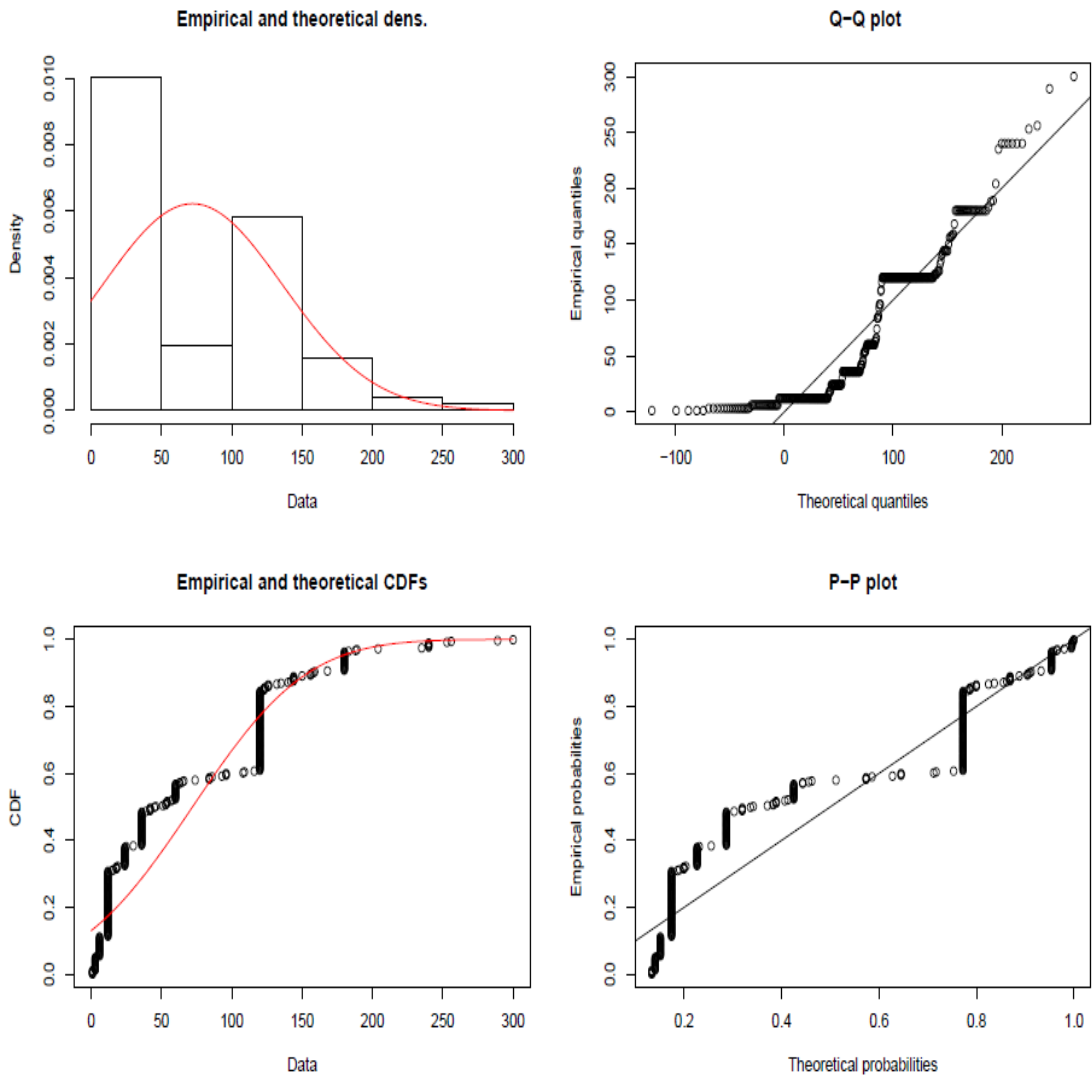 Empirical and theoretical dens.
Density
0.000 0.002 0.004 0.006 0.008 0.010
0 50 100 150 200 250 300
Data
Q−Q plot
Empirical quantiles
0 50 100 150 200 250 300
−100 0 100 200
Theoretical quantiles
Empirical and theoretical CDFs
CDF
0.0 0.2 0.4 0.6 0.8 1.0
0 50 100 150 200 250 300
Data
P−P plot
Empirical probabilities
0.0 0.2 0.4 0.6 0.8 1.0
0.2 0.4 0.6 0.8 1.0
Theoretical probabilities